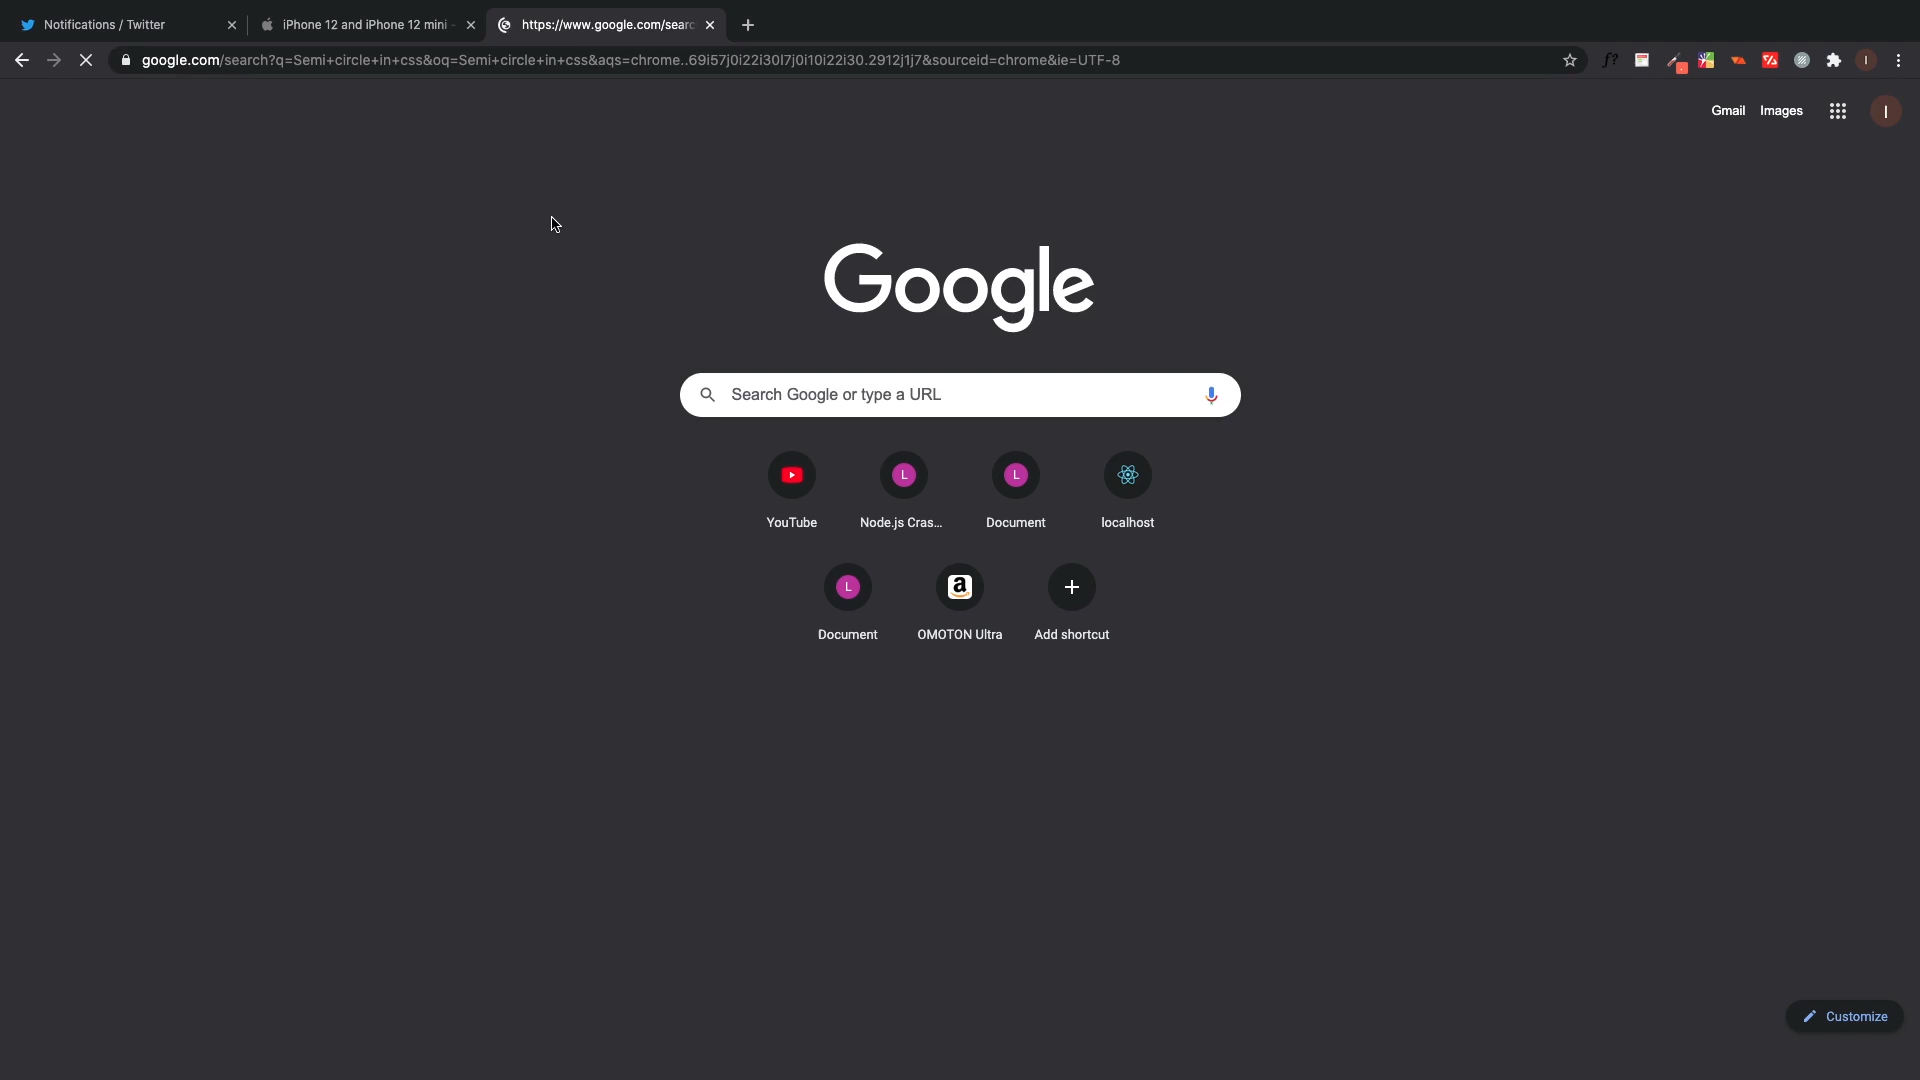 Notifications / Twitter
iPhone 12 and iPhone 12 mini -
https://www.google.com/searc
google.com/search?q=Semi+circle+in+css&oq=Semi+circle+in+css&aqs=chrome..69i57j0i22i30l7j0i10i22i30.2912j1j7&sourceid=chrome&ie=UTF-8
f?
I
Gmail
Images
I
Google
Search Google or type a URL
L
L
YouTube
Node.js Cras...
Document
localhost
L
a
Document
OMOTON Ultra
Add shortcut
Customize